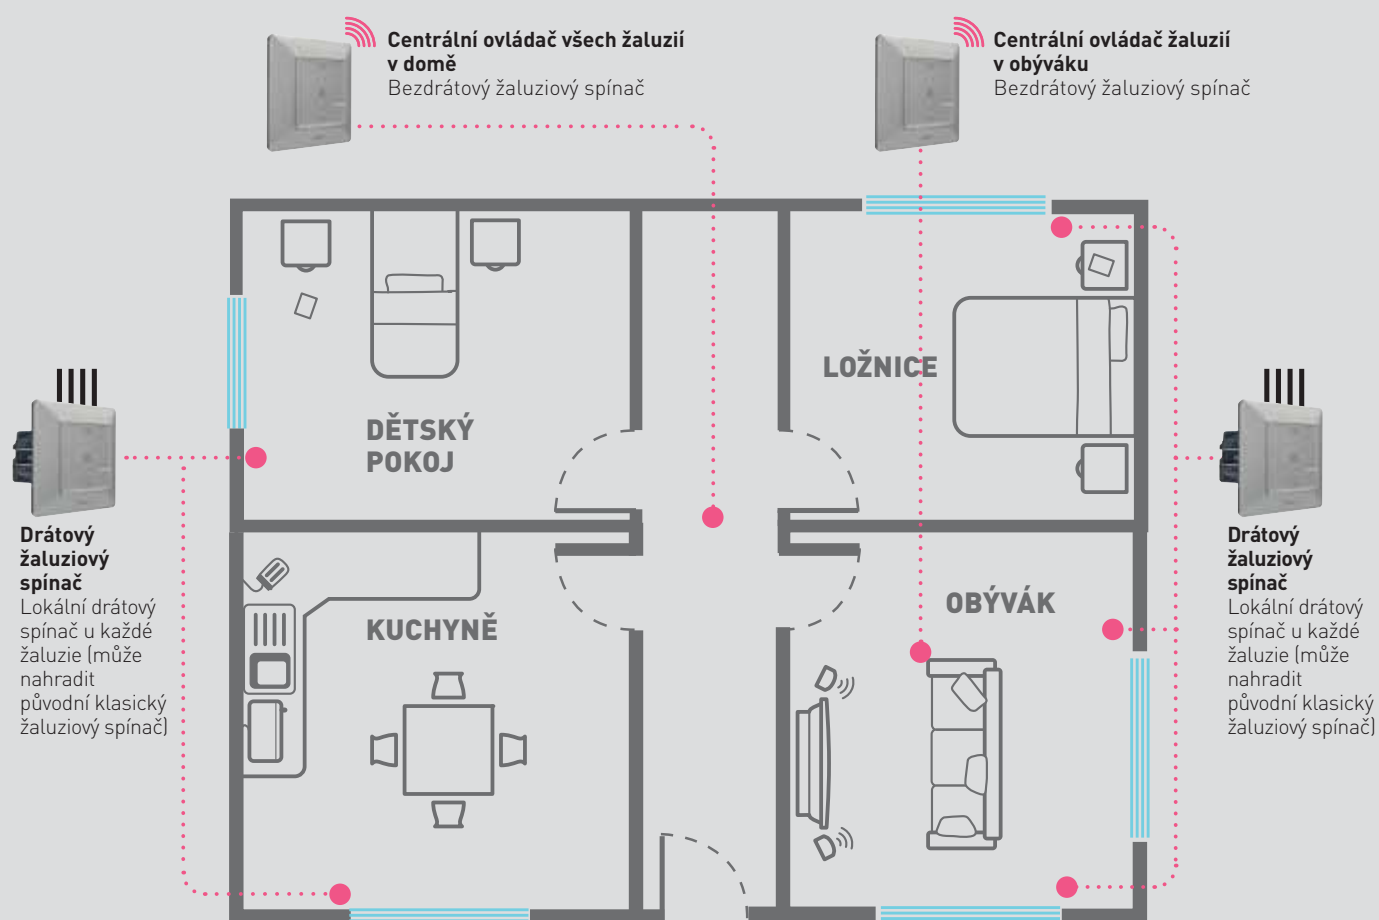 Centrální ovládač všech žaluzií
v domě
Bezdrátový žaluziový spínač
Centrální ovládač žaluzií
v obýváku
Bezdrátový žaluziový spínač
LOŽNICE
DĚTSKÝ
POKOJ
Drátový
žaluziový
spínač
Lokální drátový
spínač u každé
žaluzie (může
nahradit
původní klasický
žaluziový spínač)
KUCHYNĚ
OBÝVÁK
Drátový
žaluziový
spínač
Lokální drátový
spínač u každé
žaluzie (může
nahradit
původní klasický
žaluziový spínač)